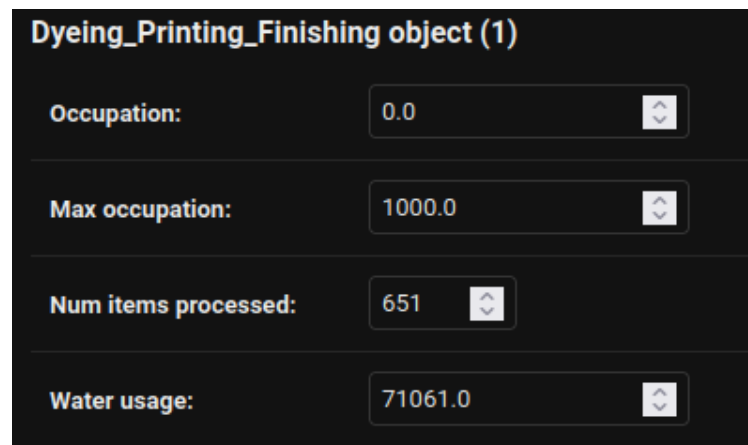 Dyeing_Printing_Finishing object (1)
Occupation: 0.0
Max occupation: 1000.0
Num items processed: 651
Water usage: 71061.0